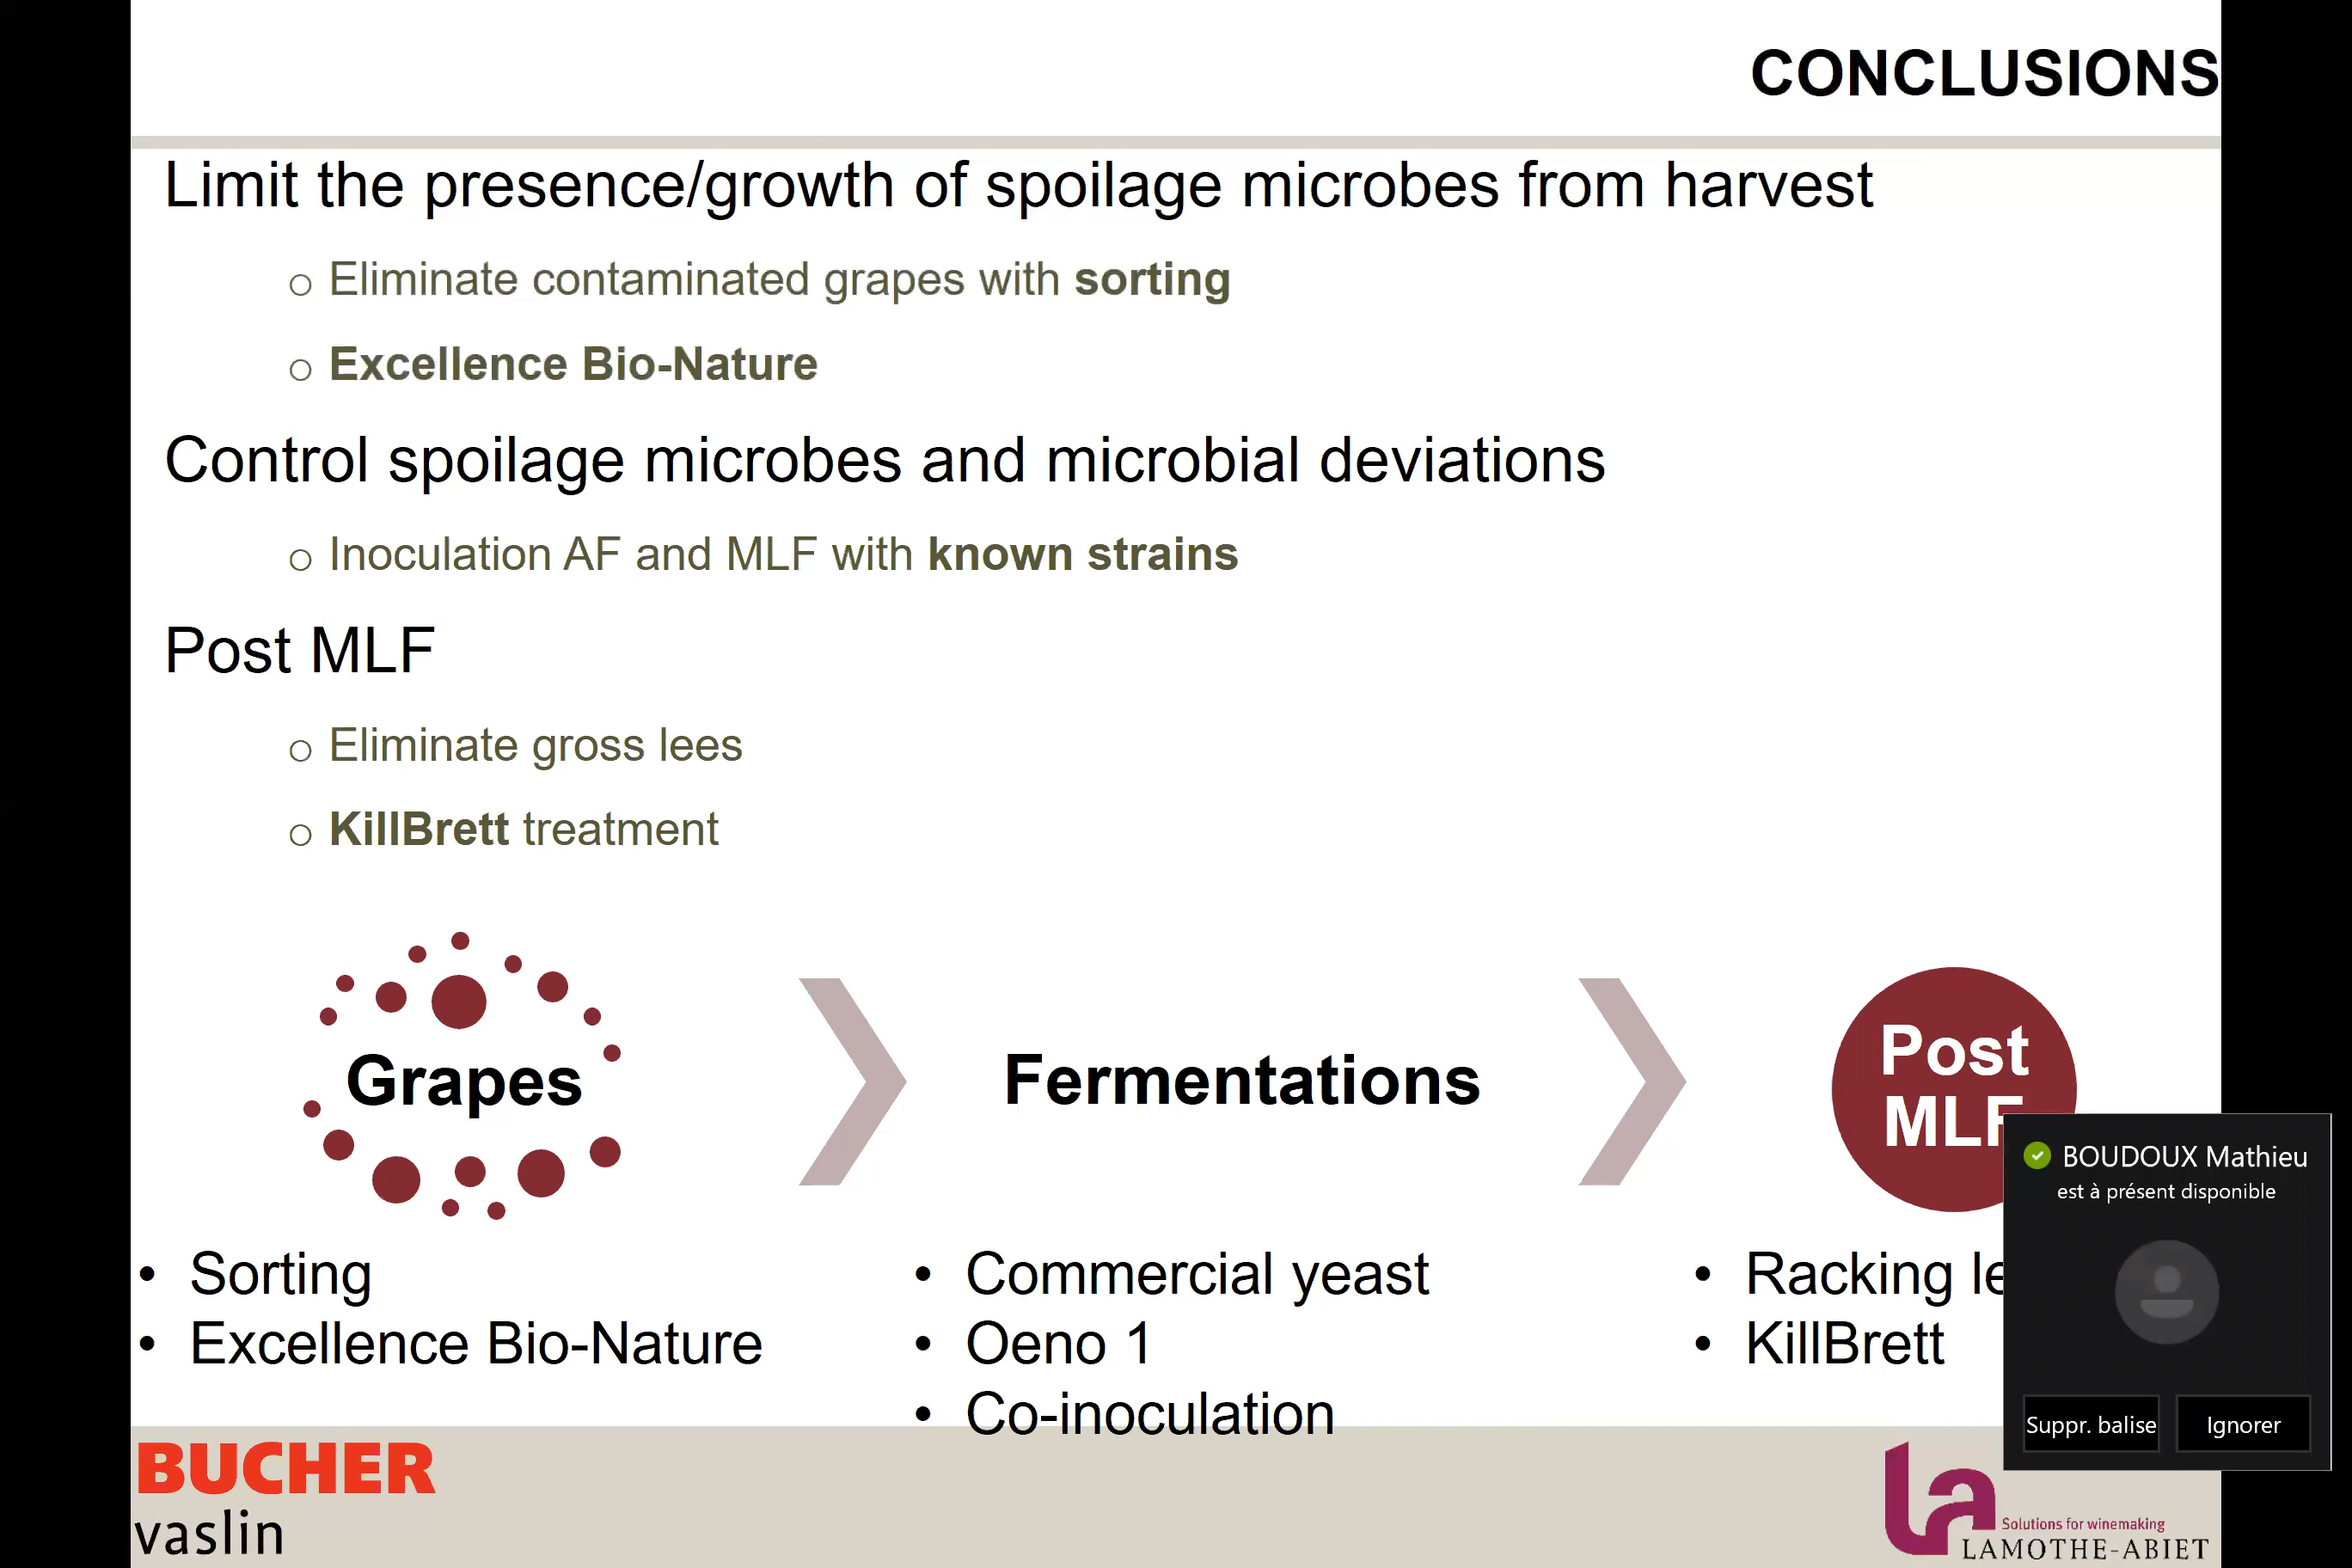 CONCLUSIONS
Limit the presence/growth of spoilage microbes from harvest
Eliminate contaminated grapes with sorting
Excellence Bio-Nature
Control spoilage microbes and microbial deviations
Inoculation AF and MLF with known strains
Post MLF
Eliminate gross lees
KillBrett treatment
Grapes
Fermentations
Post
MLF
• Sorting
• Excellence Bio-Nature
• Commercial yeast
• Oeno 1
• Co-inoculation
• Racking
• KillBrett
BOUDOUX Mathieu
est à présent disponible
Suppr. balise
Ignorer
BUCHER
vaslin
la
Solutions for winemaking
LAMOTHE-ABIET